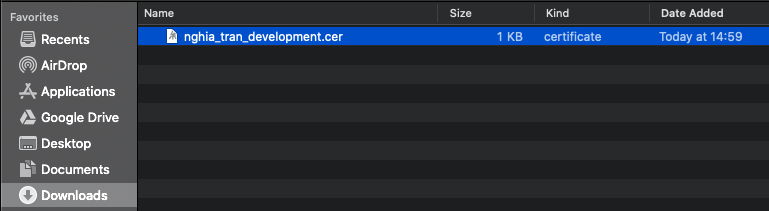 Favorites
Recents
AirDrop
Applications
Google Drive
Desktop
Documents
Downloads
Name Size Kind Date Added
nghia_tran_development.cer 1 KB certificate Today at 14:59